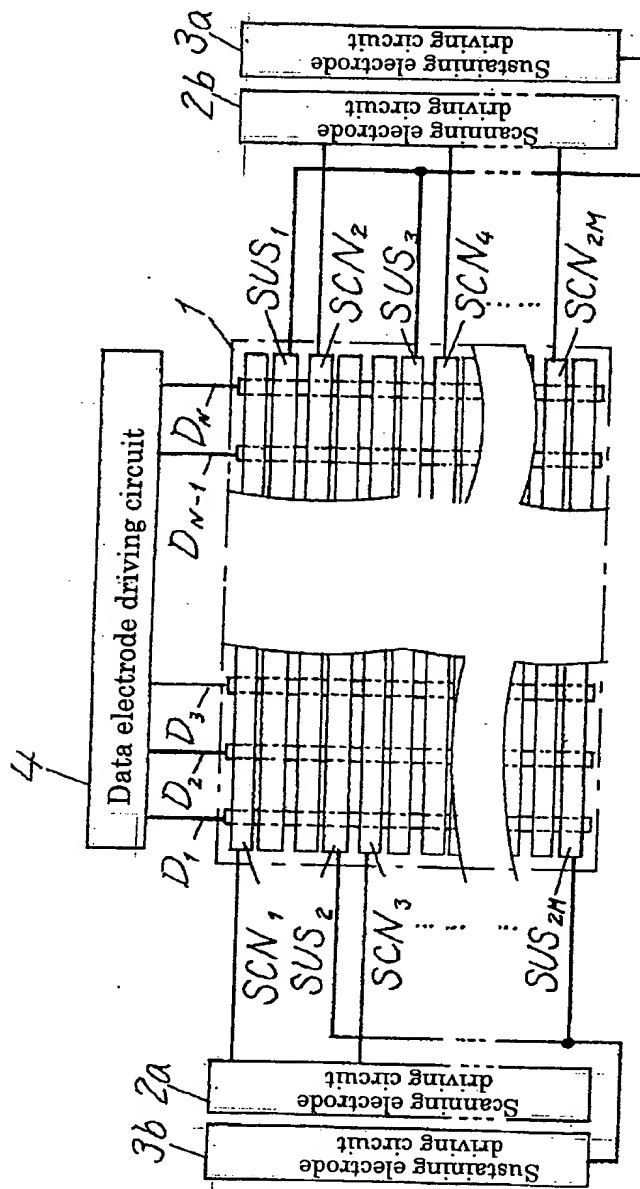 4
Data electrode driving circuit
D1
D2
D3
DN-1
DN
1
SCN1
SUS2
SCN3
...... ......
SUS2M
SUS1
SCN2
SUS3
SCN4
...... ......
SCN2M
3b
Sustaining electrode
driving circuit
2a
Scanning electrode
driving circuit
2b
Scanning electrode
driving circuit
3a
Sustaining electrode
driving circuit